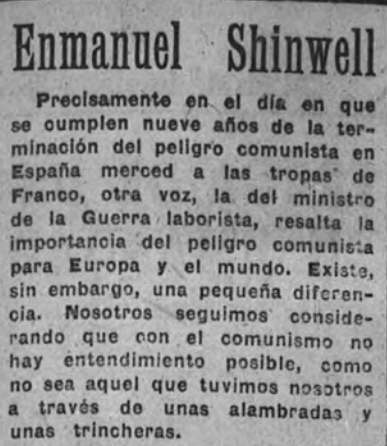 Enmanuel Shinwell
Precisamente en el día en que
se cumplen nueve años de la ter-
minación del peligro comunista en
España merced a las tropas de
Franco, otra voz, la del ministro
de la Guerra laborista, resalta la
importancia del peligro comunista
para Europa y el mundo. Existe,
sin embargo, una pequeña diferen-
cia. Nosotros seguimos conside-
rando que con el comunismo no
hay entendimiento posible, como
no sea aquel que tuvimos nosotros
a través de unas alambradas y
unas trincheras.